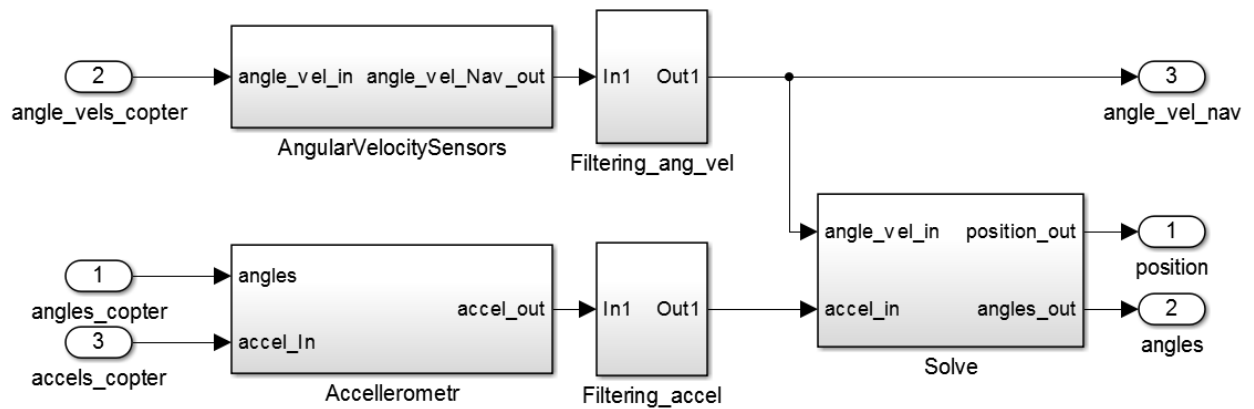 2
angle_vels_copter
angle_vel_in
angle_vel_Nav_out
AngularVelocitySensors
In1
Out1
Filtering_ang_vel
3
angle_vel_nav
1
angles_copter
3
accels_copter
angles
accel_In
accel_out
Accellerometr
In1
Out1
Filtering_accel
angle_vel_in
accel_in
position_out
angles_out
Solve
1
position
2
angles